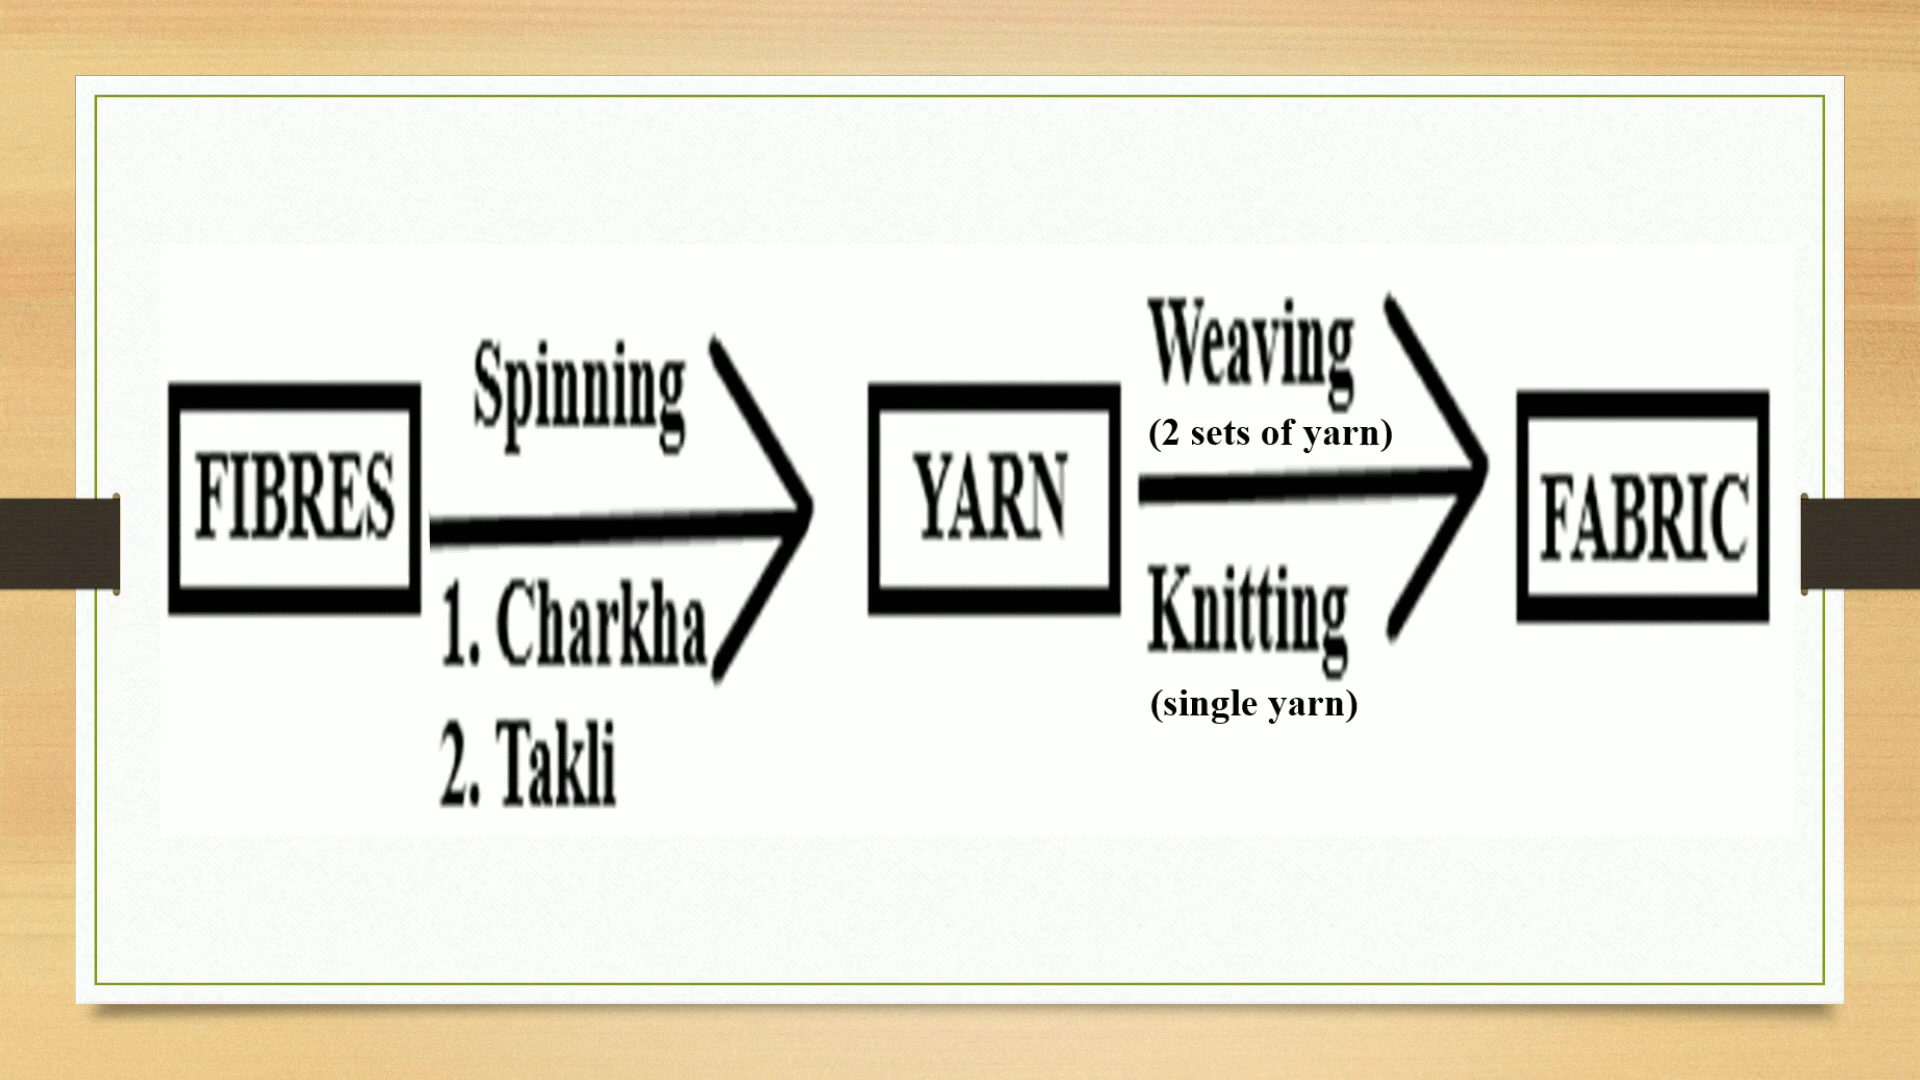 FIBRES
Spinning
1. Charkha
2. Takli
YARN
Weaving
(2 sets of yarn)
Knitting
(single yarn)
FABRIC